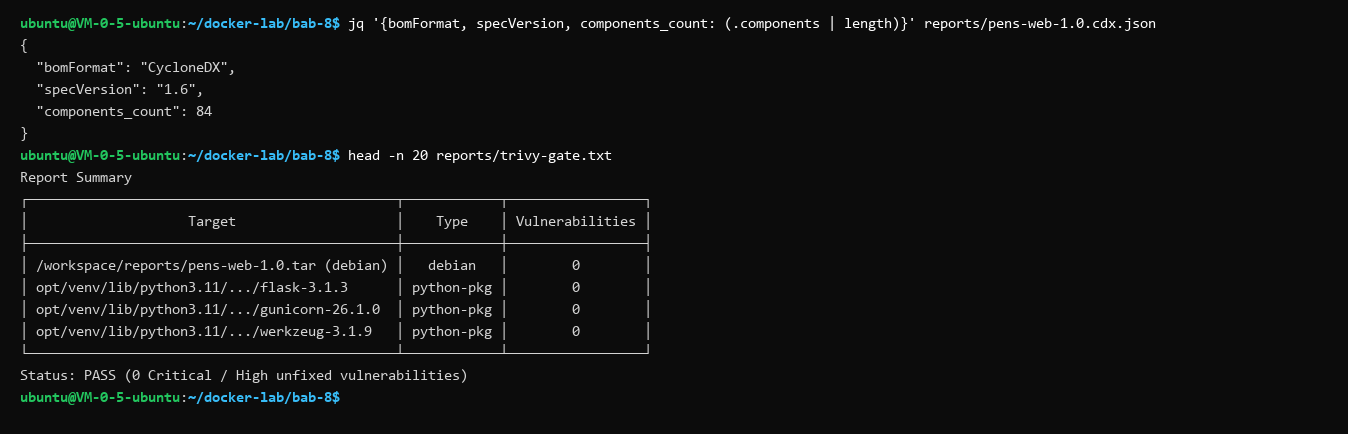 ubuntu@VM-0-5-ubuntu:~/docker-lab/bab-8$ jq '{bomFormat, specVersion, components_count: (.components | length)}' reports/pens-web-1.0.cdx.json
{
  "bomFormat": "CycloneDX",
  "specVersion": "1.6",
  "components_count": 84
}
ubuntu@VM-0-5-ubuntu:~/docker-lab/bab-8$ head -n 20 reports/trivy-gate.txt
Report Summary
┌──────────────────────────────────────────────┬────────────┬─────────────────┐
│                    Target                    │    Type    │ Vulnerabilities │
├──────────────────────────────────────────────┼────────────┼─────────────────┤
│ /workspace/reports/pens-web-1.0.tar (debian) │   debian   │        0        │
│ opt/venv/lib/python3.11/.../flask-3.1.3      │ python-pkg │        0        │
│ opt/venv/lib/python3.11/.../gunicorn-26.1.0  │ python-pkg │        0        │
│ opt/venv/lib/python3.11/.../werkzeug-3.1.9   │ python-pkg │        0        │
└──────────────────────────────────────────────┴────────────┴─────────────────┘
Status: PASS (0 Critical / High unfixed vulnerabilities)
ubuntu@VM-0-5-ubuntu:~/docker-lab/bab-8$